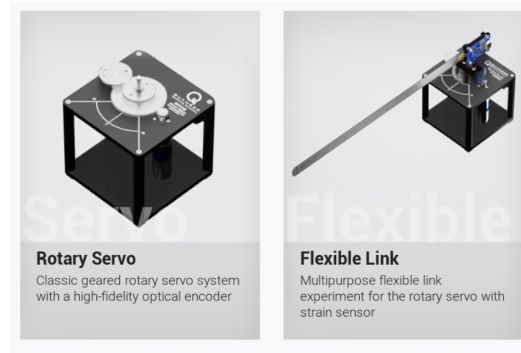 QUANSER
Servo
Rotary Servo
Classic geared rotary servo system
with a high-fidelity optical encoder
Flexible
Flexible Link
Multipurpose flexible link
experiment for the rotary servo with
strain sensor